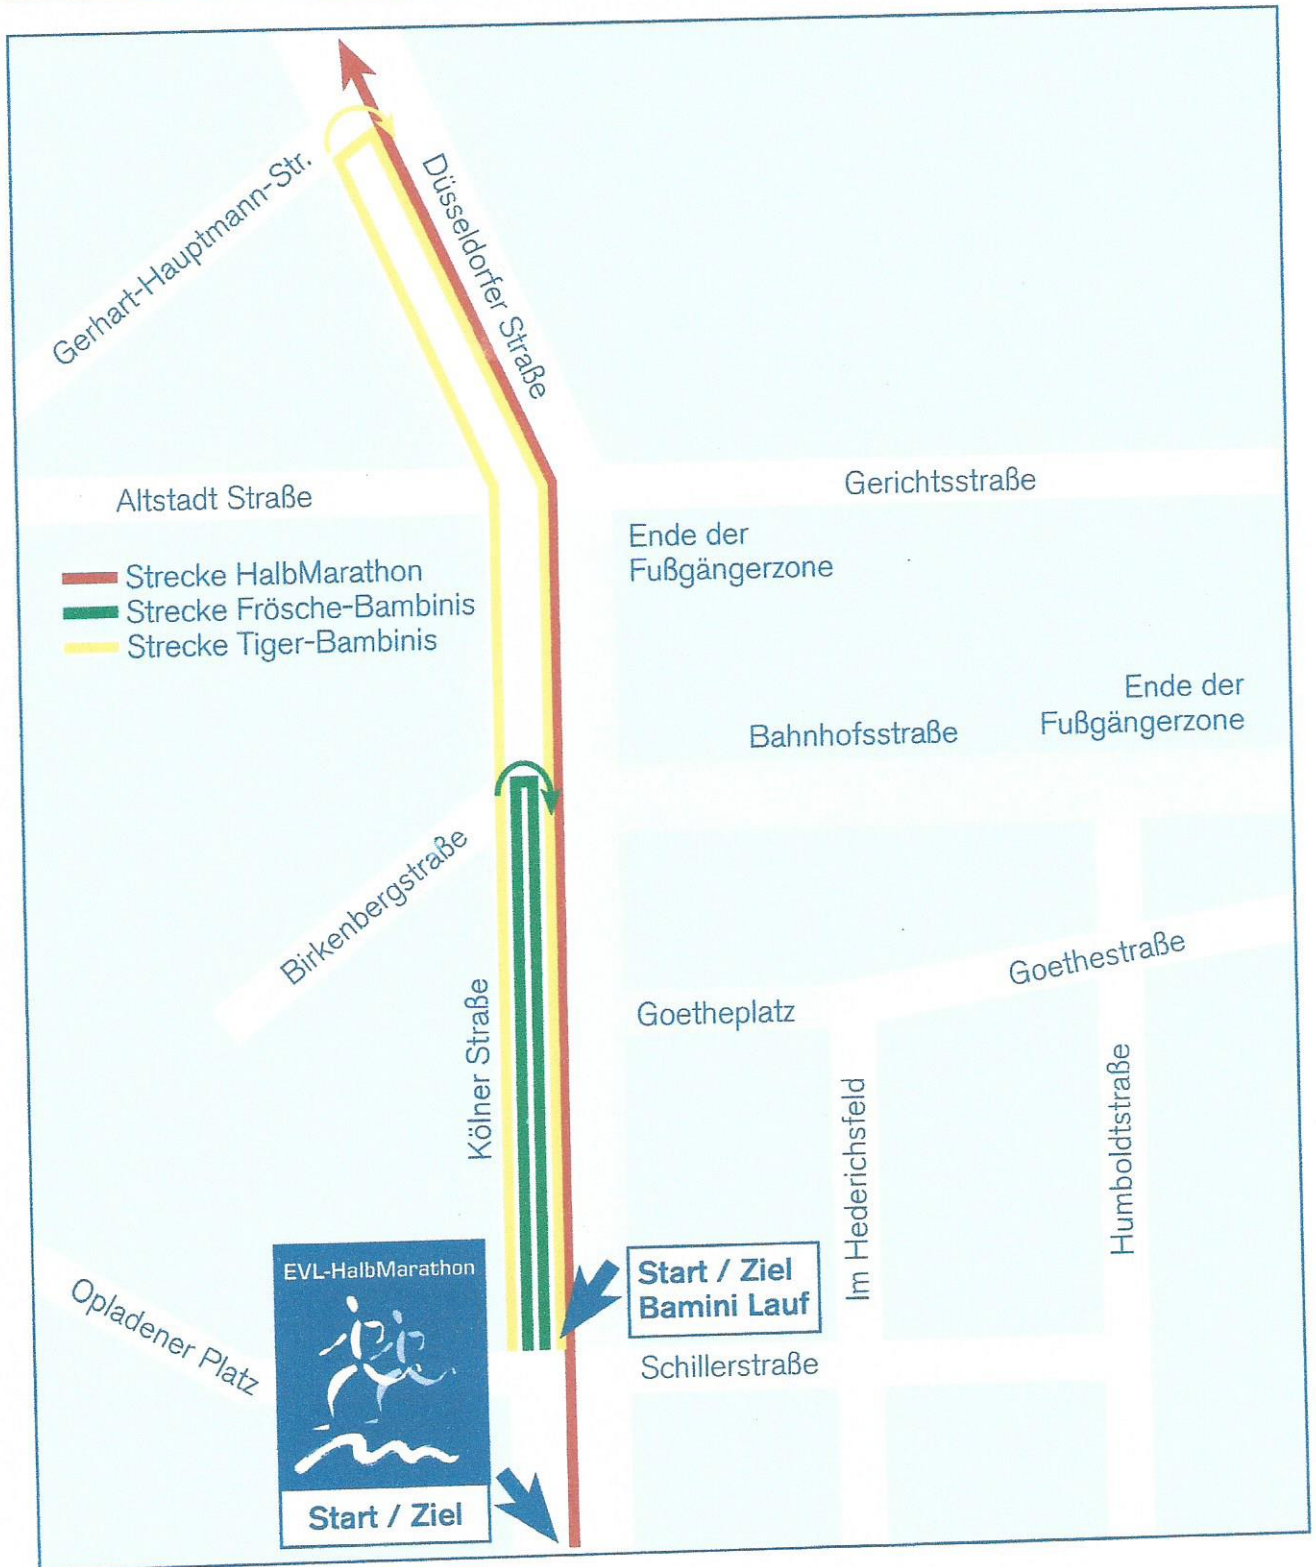 Gerhart-Hauptmann-Str.
Düsseldorfer Straße
Altstadt Straße
Gerichtsstraße
Ende der
Fußgängerzone
Strecke HalbMarathon
Strecke Frösche-Bambinis
Strecke Tiger-Bambinis
Ende der
Fußgängerzone
Bahnhofsstraße
Birkenbergstraße
Goethestraße
Goetheplatz
Kölner Straße
Im Hederichsfeld
Humboldtstraße
Opladener Platz
EVL-HalbMarathon
Start / Ziel
Start / Ziel
Bamini Lauf
Schillerstraße